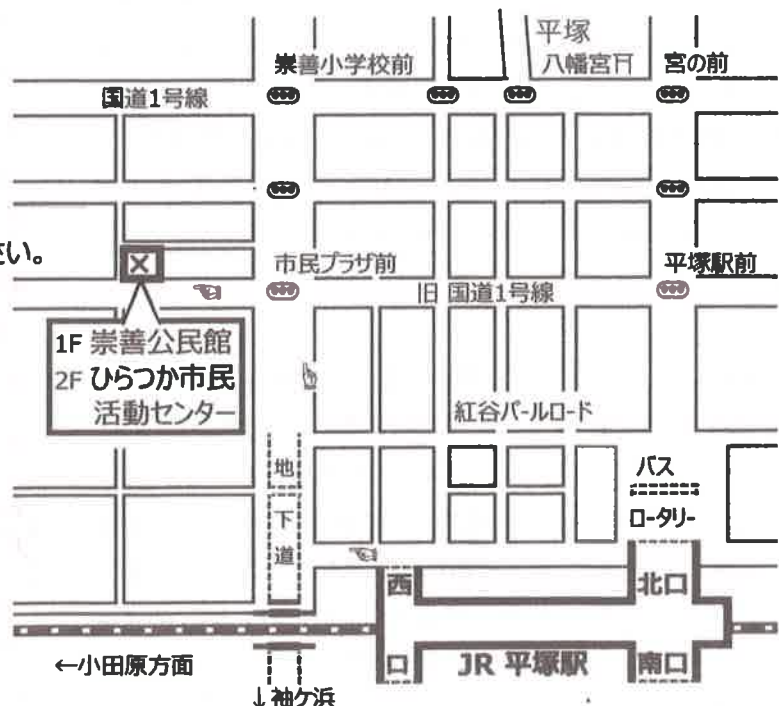 平塚
八幡宮
崇善小学校前
宮の前
国道1号線
さい。
市民プラザ前
平塚駅前
旧 国道1号線
1F 崇善公民館
2F ひらつか市民
活動センター
紅谷パールロード
地
下
道
バス
ロータリー
西
口
北口
JR 平塚駅
南口
←小田原方面
↓袖ケ浜